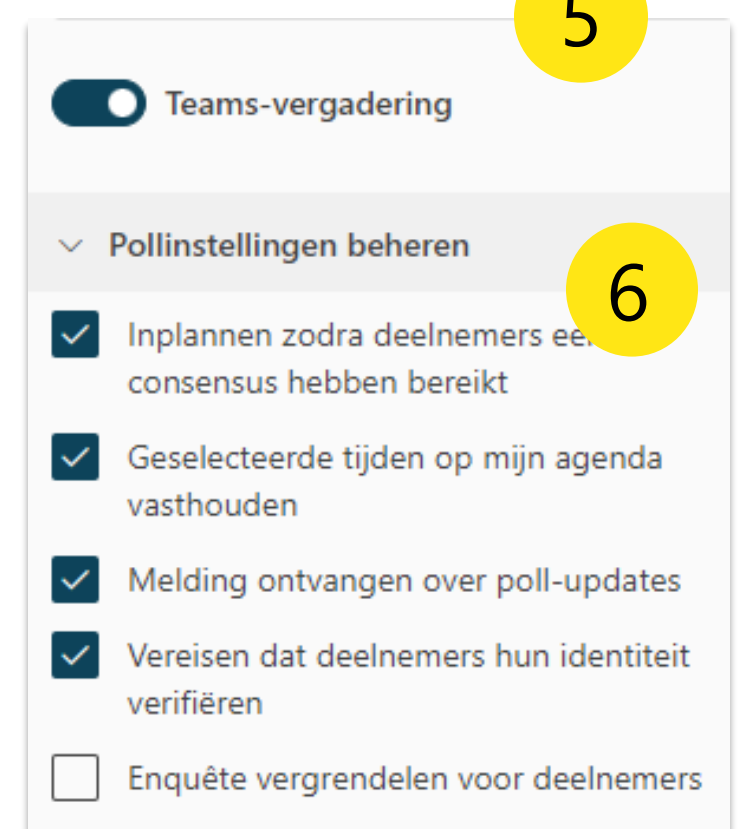 5
Teams-vergadering
Pollinstellingen beheren
6
Inplannen zodra deelnemers
consensus hebben bereikt
Geselecteerde tijden op mijn agenda
vasthouden
Melding ontvangen over poll-updates
Vereisen dat deelnemers hun identiteit
verifiëren
Enquête vergrendelen voor deelnemers